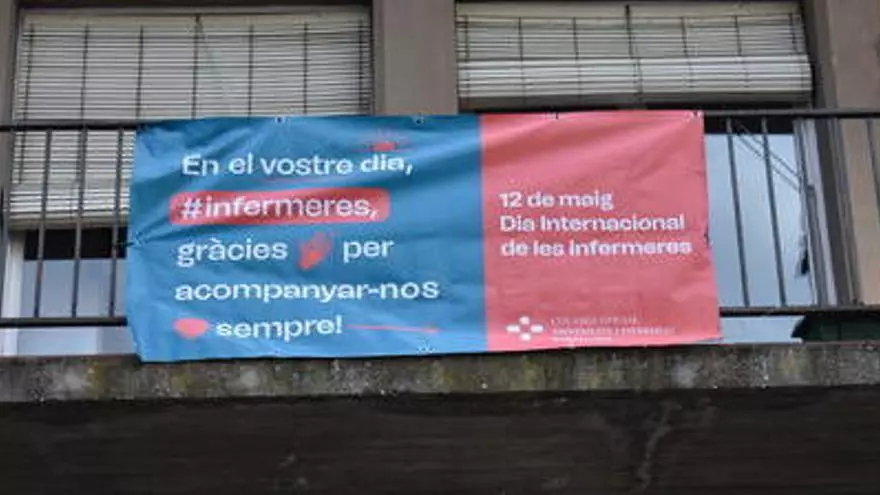 En el vostre dia,
#infermeres,
gràcies per
acompanyar-nos
sempre!
12 de maig
Dia Internacional
de les Infermeres